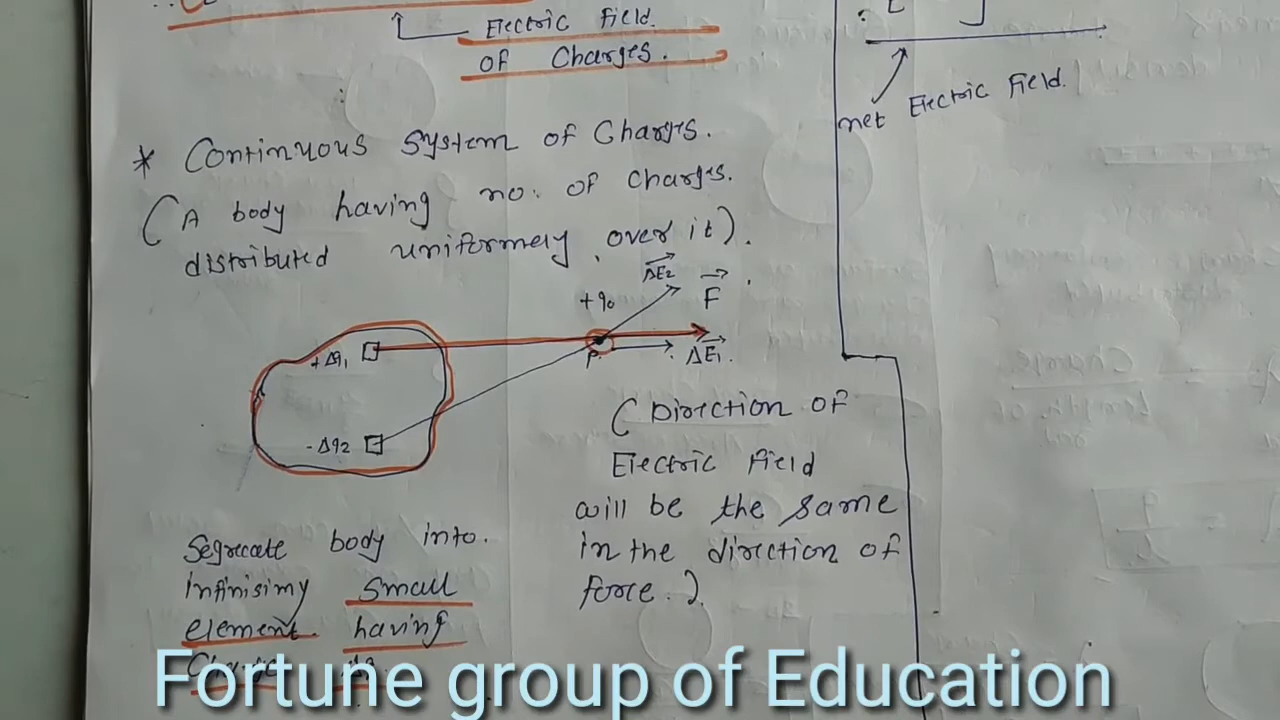 Electric Field.
of Charges.
net Electric Field.
* Continuous System of Charges.
(A body having no. of charges.
distributed uniformely over it).
ΔE2
F
+q0
+Δq1
P.
ΔE1.
-Δq2
(Direction of
Electric Field
will be the same
in the direction of
force.)
Segrecate body into.
infinisimy small
element. having
Fortune group of Education